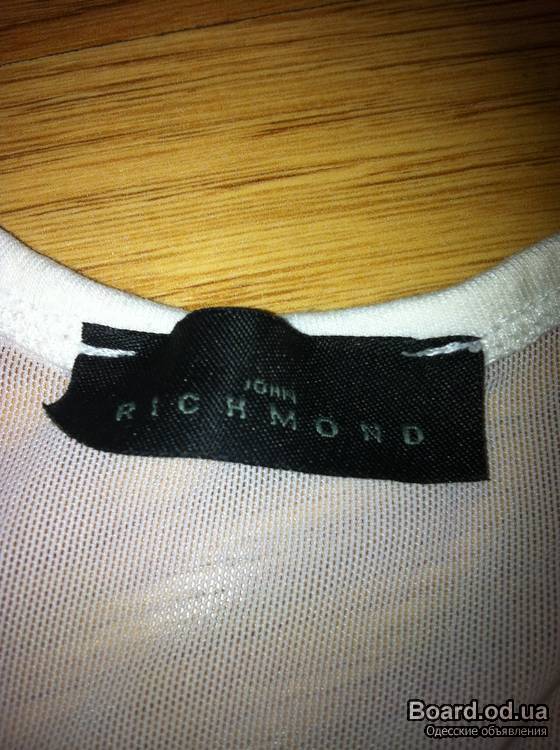 JOHN
RICHMOND
Board.od.ua
Одесские объявления